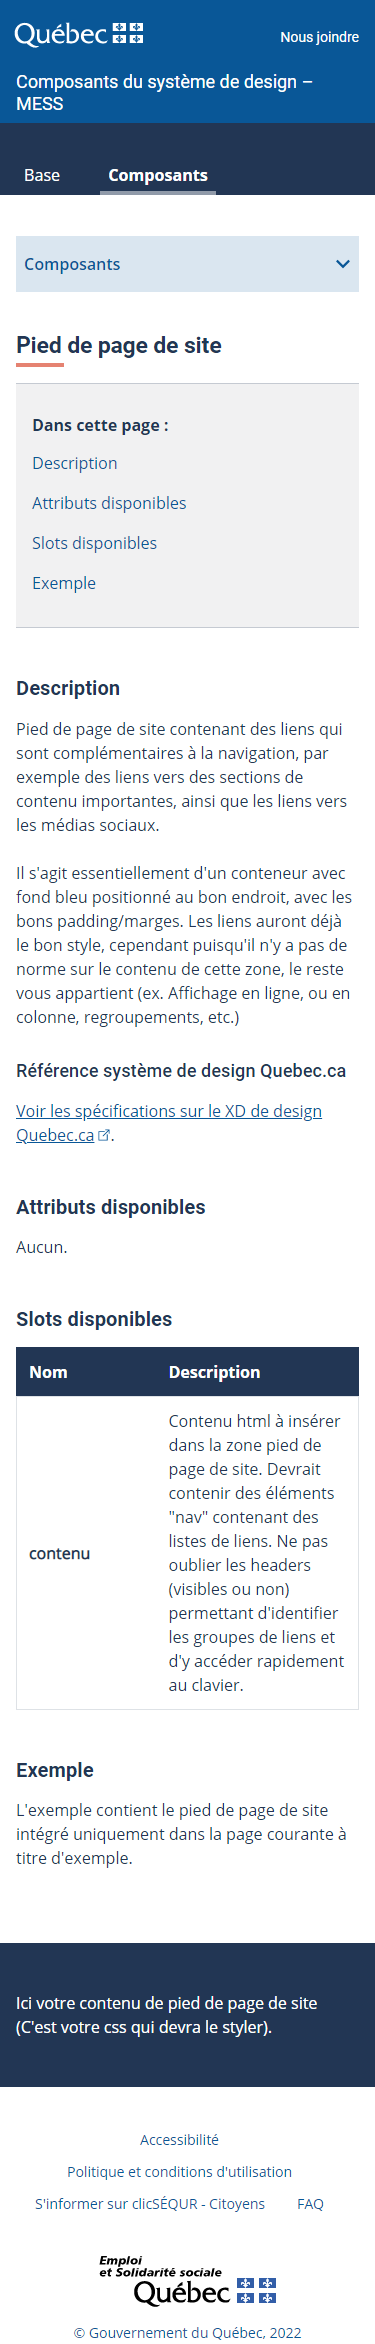 Québec
Nous joindre
Composants du système de design –
MESS
Base
Composants
Composants
Pied de page de site
Dans cette page :
Description
Attributs disponibles
Slots disponibles
Exemple
Description
Pied de page de site contenant des liens qui
sont complémentaires à la navigation, par
exemple des liens vers des sections de
contenu importantes, ainsi que les liens vers
les médias sociaux.
Il s'agit essentiellement d'un conteneur avec
fond bleu positionné au bon endroit, avec les
bons padding/marges. Les liens auront déjà
le bon style, cependant puisqu'il n'y a pas de
norme sur le contenu de cette zone, le reste
vous appartient (ex. Affichage en ligne, ou en
colonne, regroupements, etc.)
Référence système de design Quebec.ca
Voir les spécifications sur le XD de design
Quebec.ca.
Attributs disponibles
Aucun.
Slots disponibles
Nom
Description
contenu
Contenu html à insérer
dans la zone pied de
page de site. Devrait
contenir des éléments
"nav" contenant des
listes de liens. Ne pas
oublier les headers
(visibles ou non)
permettant d'identifier
les groupes de liens et
d'y accéder rapidement
au clavier.
Exemple
L'exemple contient le pied de page de site
intégré uniquement dans la page courante à
titre d'exemple.
Ici votre contenu de pied de page de site
(C'est votre css qui devra le styler).
Accessibilité
Politique et conditions d'utilisation
S'informer sur clicSÉQUR - Citoyens
FAQ
Emploi
et Solidarité sociale
Québec
© Gouvernement du Québec, 2022